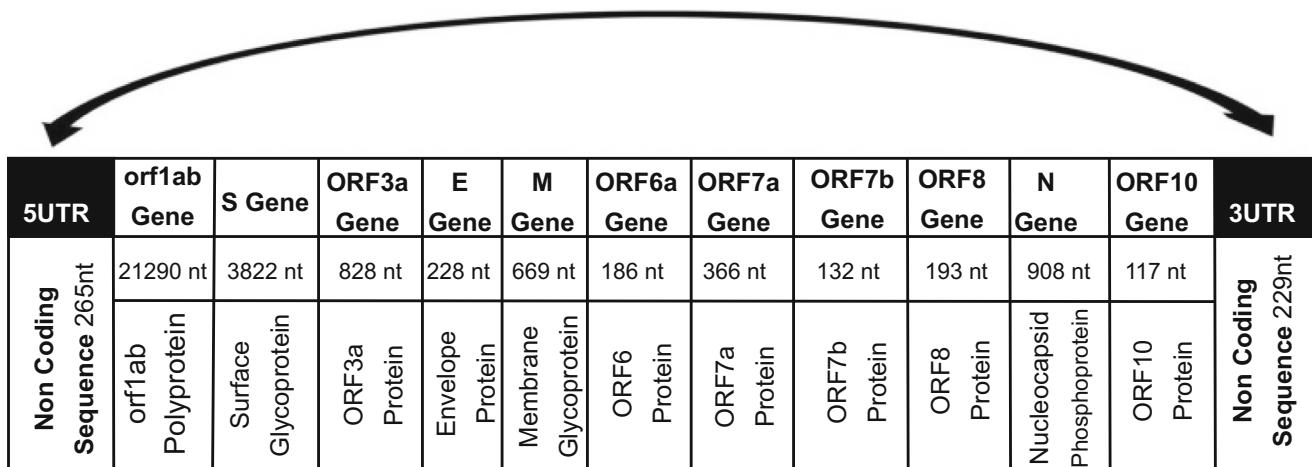 5UTR
orf1ab
Gene
S Gene
ORF3a
Gene
E
Gene
M
Gene
ORF6a
Gene
ORF7a
Gene
ORF7b
Gene
ORF8
Gene
N
Gene
ORF10
Gene
3UTR
Non Coding
Sequence 265nt
21290 nt
3822 nt
828 nt
228 nt
669 nt
186 nt
366 nt
132 nt
193 nt
908 nt
117 nt
Non Coding
Sequence 229nt
orf1ab
Polyprotein
Surface
Glycoprotein
ORF3a
Protein
Envelope
Protein
Membrane
Glycoprotein
ORF6
Protein
ORF7a
Protein
ORF7b
Protein
ORF8
Protein
Nucleocapsid
Phosphoprotein
ORF10
Protein